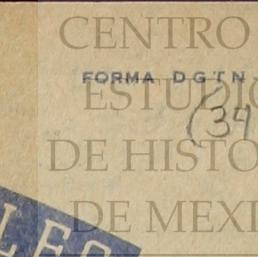 CENTRO
FORMA DGTN
ESTUDIO
(34
DE HISTO
DE MEXI
LEG